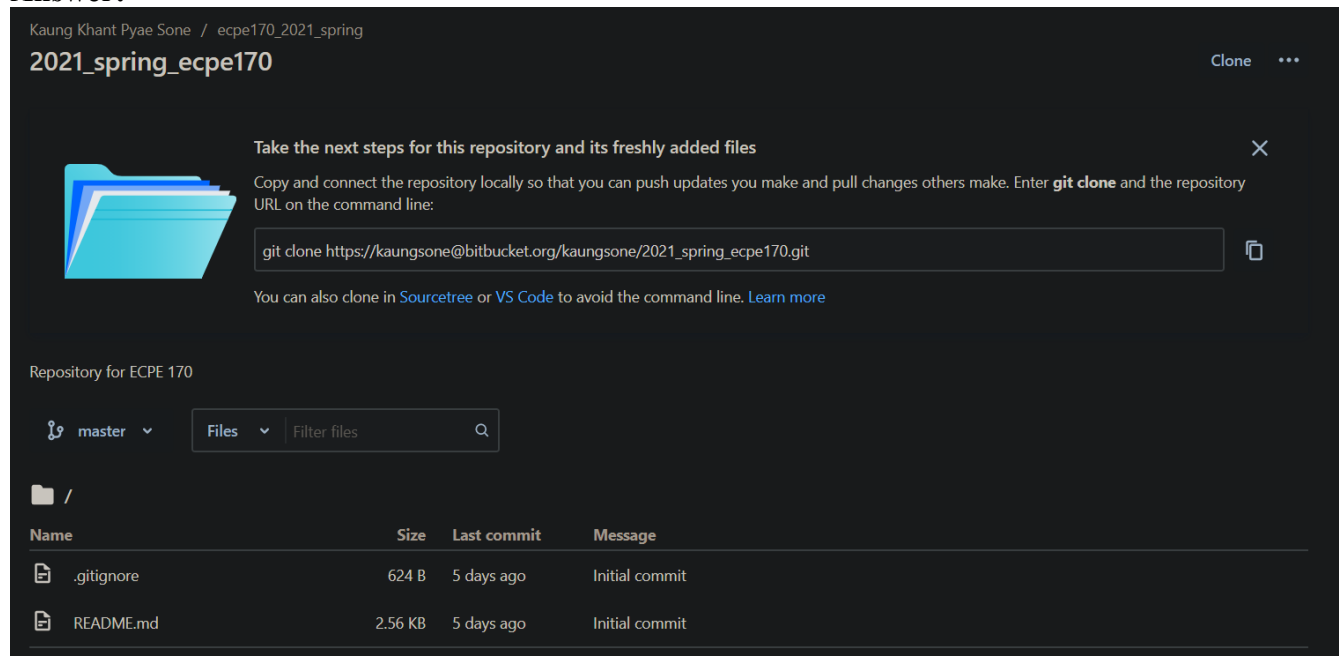 Kaung Khant Pyae Sone / ecpe170_2021_spring
2021_spring_ecpe170
Clone
Take the next steps for this repository and its freshly added files
Copy and connect the repository locally so that you can push updates you make and pull changes others make. Enter git clone and the repository
URL on the command line:
git clone https://kaungsone@bitbucket.org/kaungsone/2021_spring_ecpe170.git
You can also clone in Sourcetree or VS Code to avoid the command line. Learn more
Repository for ECPE 170
master Files Filter files
/
Name Size Last commit Message
.gitignore 624 B 5 days ago Initial commit
README.md 2.56 KB 5 days ago Initial commit